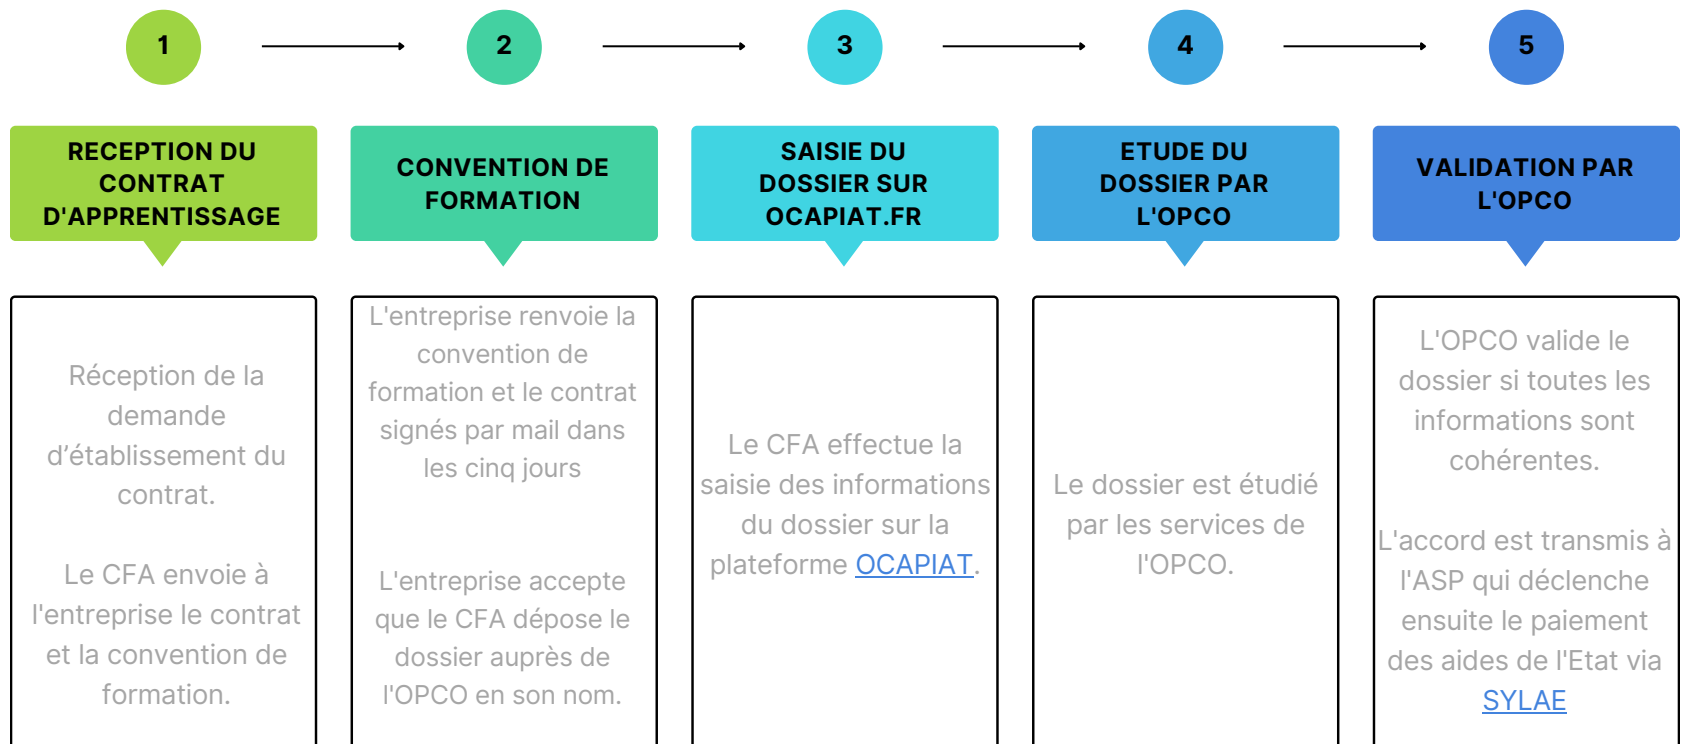 1
2
3
4
5
RECEPTION DU
CONTRAT
D'APPRENTISSAGE
CONVENTION DE
FORMATION
SAISIE DU
DOSSIER SUR
OCAPIAT.FR
ETUDE DU
DOSSIER PAR
L'OPCO
VALIDATION PAR
L'OPCO
Réception de la
demande
d’établissement du
contrat.
Le CFA envoie à
l'entreprise le contrat
et la convention de
formation.
L'entreprise renvoie la
convention de
formation et le contrat
signés par mail dans
les cinq jours
L'entreprise accepte
que le CFA dépose le
dossier auprès de
l'OPCO en son nom.
Le CFA effectue la
saisie des informations
du dossier sur la
plateforme OCAPIAT.
Le dossier est étudié
par les services de
l'OPCO.
L'OPCO valide le
dossier si toutes les
informations sont
cohérentes.
L'accord est transmis à
l'ASP qui déclenche
ensuite le paiement
des aides de l'Etat via
SYLAE